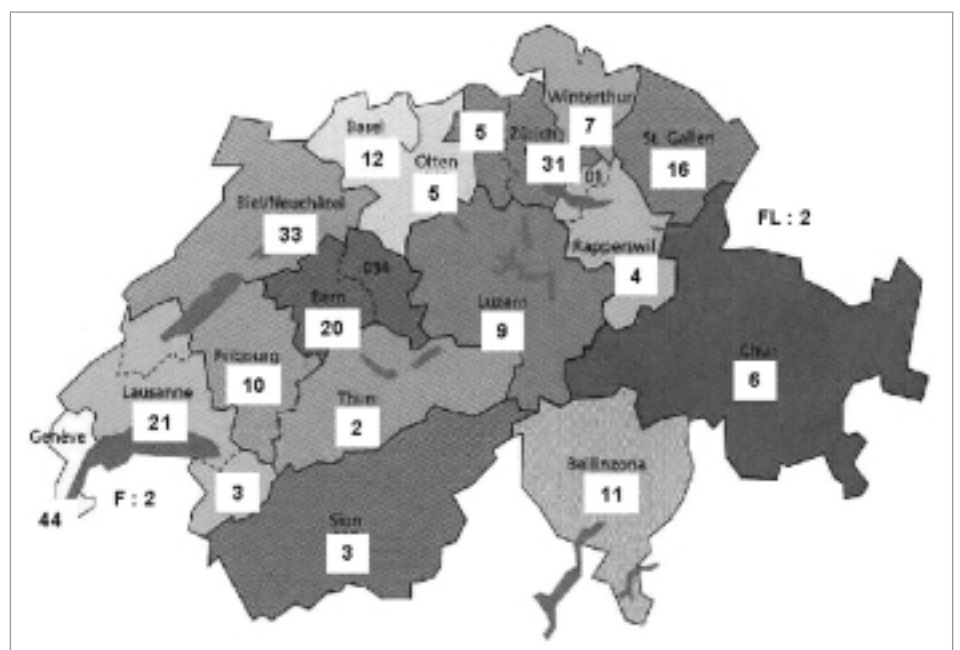 Winterthur
7
Basel
12
5
Zürich
31
St. Gallen
16
Olten
5
01
Biel/Neuchâtel
33
FL : 2
Rapperswil
4
034
Bern
20
Luzern
9
Fribourg
10
Chur
6
Lausanne
21
Thun
2
Genève
44
F : 2
3
Bellinzona
11
Sion
3